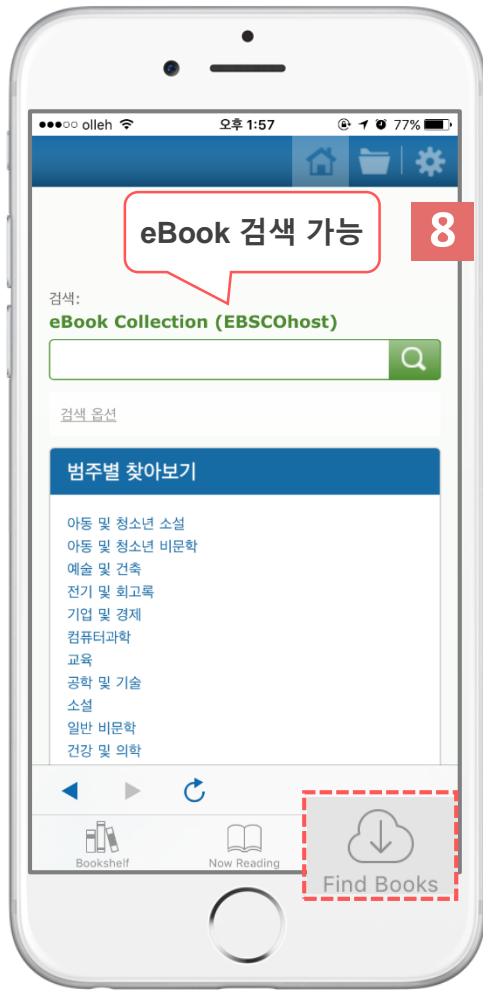 olleh 오후 1:57 77%
eBook 검색 가능
8
검색:
eBook Collection (EBSCOhost)
검색 옵션
범주별 찾아보기
아동 및 청소년 소설
아동 및 청소년 비문학
예술 및 건축
전기 및 회고록
기업 및 경제
컴퓨터과학
교육
공학 및 기술
소설
일반 비문학
건강 및 의학
Bookshelf Now Reading Find Books